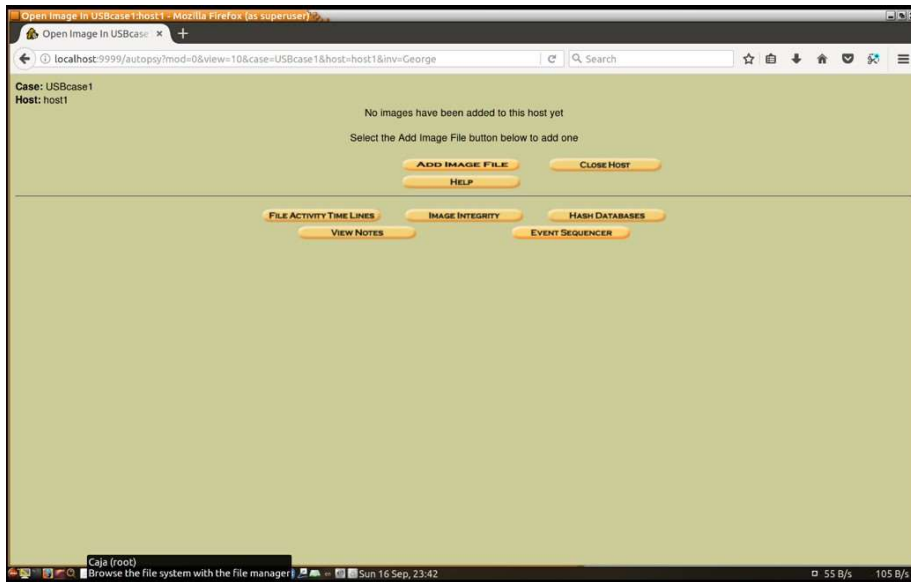 Open Image In USBcase1:host1 - Mozilla Firefox (as superuser)
Open Image In USBcase
localhost:9999/autopsy?mod=0&view=10&case=USBcase1&host=host1&inv=George
Search
Case: USBcase1
Host: host1
No images have been added to this host yet
Select the Add Image File button below to add one
ADD IMAGE FILE CLOSE HOST
HELP
FILE ACTIVITY TIME LINES IMAGE INTEGRITY HASH DATABASES
VIEW NOTES EVENT SEQUENCER
Caja (root)
Browse the file system with the file manager
Sun 16 Sep, 23:42 55 B/s 105 B/s